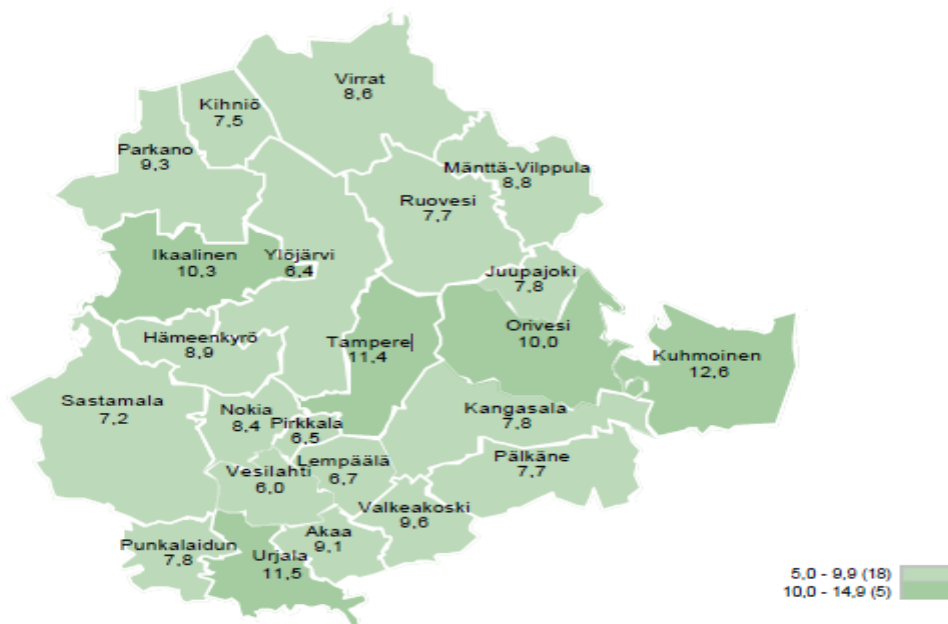 Virrat
8,6
Kihniö
7,5
Parkano
9,3
Mänttä-Vilppula
8,8
Ruovesi
7,7
Ikaalinen
10,3
Ylöjärvi
6,4
Juupajoki
7,8
Orivesi
10,0
Hämeenkyrö
8,9
Tampere
11,4
Kuhmoinen
12,6
Sastamala
7,2
Nokia
8,4
Pirkkala
6,5
Kangasala
7,8
Vesilahti
6,0
Lempäälä
6,7
Pälkäne
7,7
Valkeakoski
9,6
Akaa
9,1
Punkalaidun
7,8
Urjala
11,5
5,0 - 9,9 (18)
10,0 - 14,9 (5)